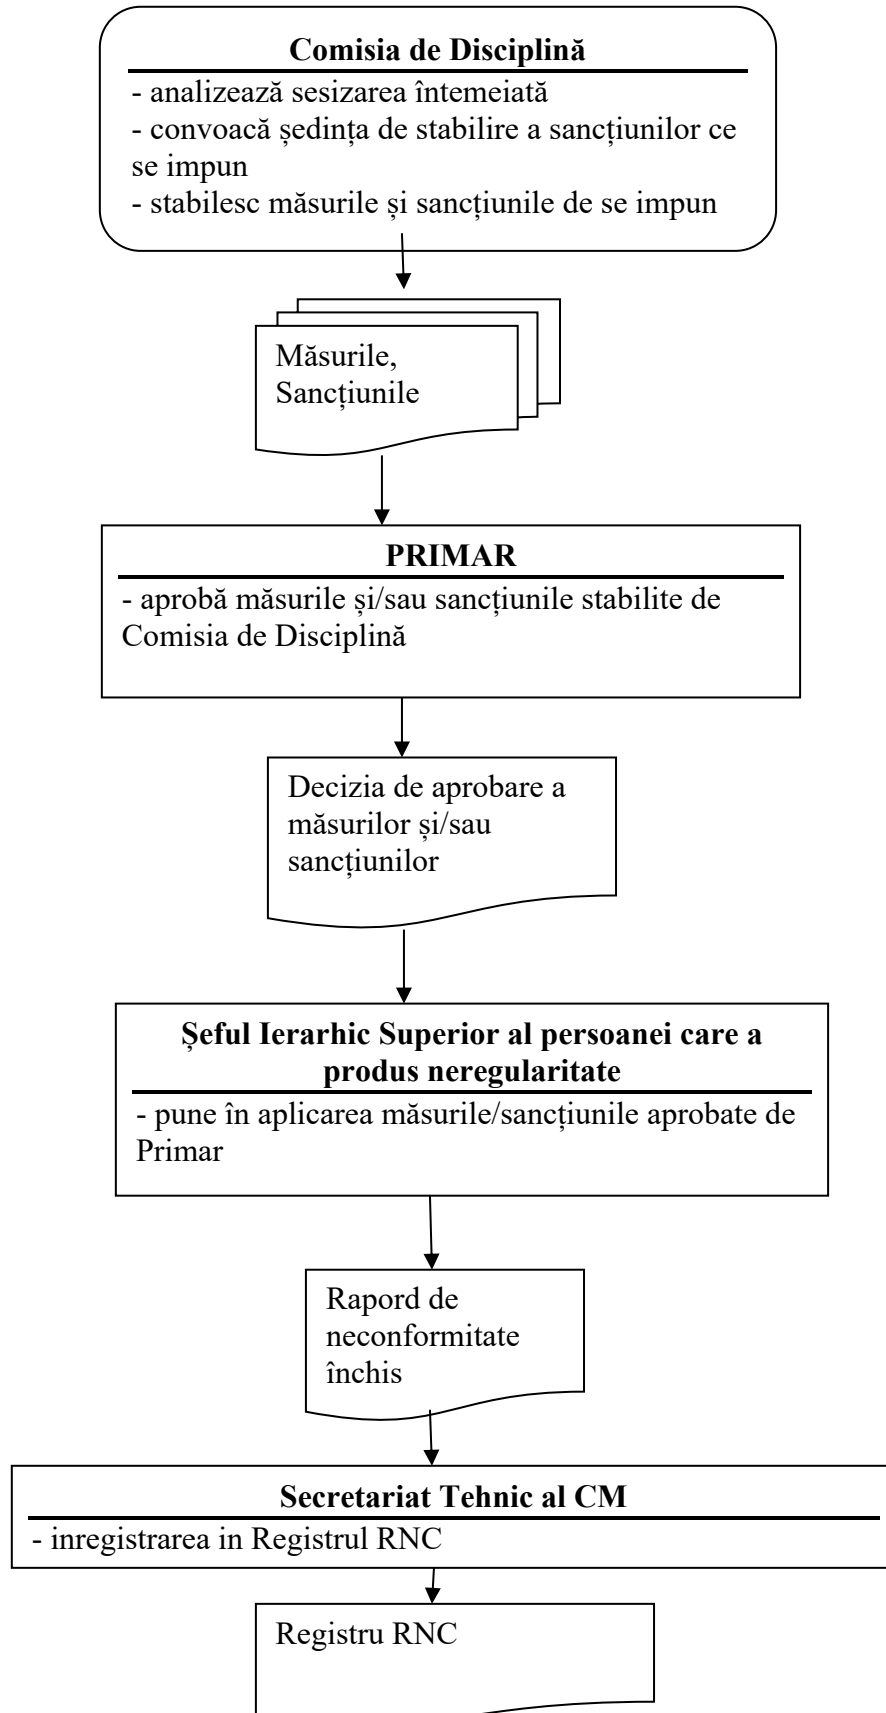 Comisia de Disciplină
- analizează sesizarea întemeiată
- convoacă ședința de stabilire a sancțiunilor ce
se impun
- stabilesc măsurile și sancțiunile de se impun
Măsurile,
Sancțiunile
PRIMAR
- aprobă măsurile și/sau sancțiunile stabilite de
Comisia de Disciplină
Decizia de aprobare a
măsurilor și/sau
sancțiunilor
Șeful Ierarhic Superior al persoanei care a
produs neregularitate
- pune în aplicarea măsurile/sancțiunile aprobate de
Primar
Rapord de
neconformitate
închis
Secretariat Tehnic al CM
- inregistrarea in Registrul RNC
Registru RNC